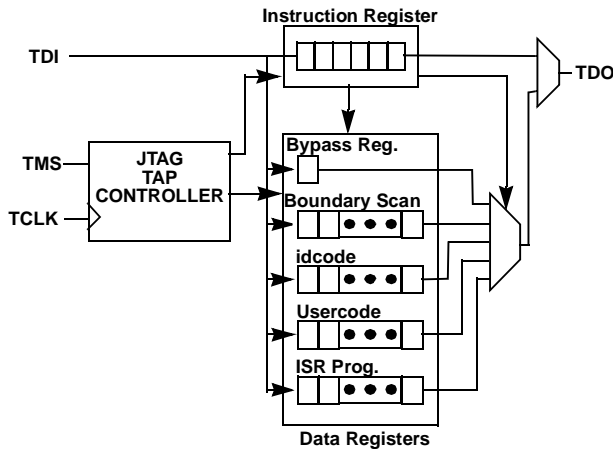 Instruction Register
TDI
TDO
JTAG
TAP
CONTROLLER
TMS
TCLK
Bypass Reg.
Boundary Scan
idcode
Usercode
ISR Prog.
Data Registers